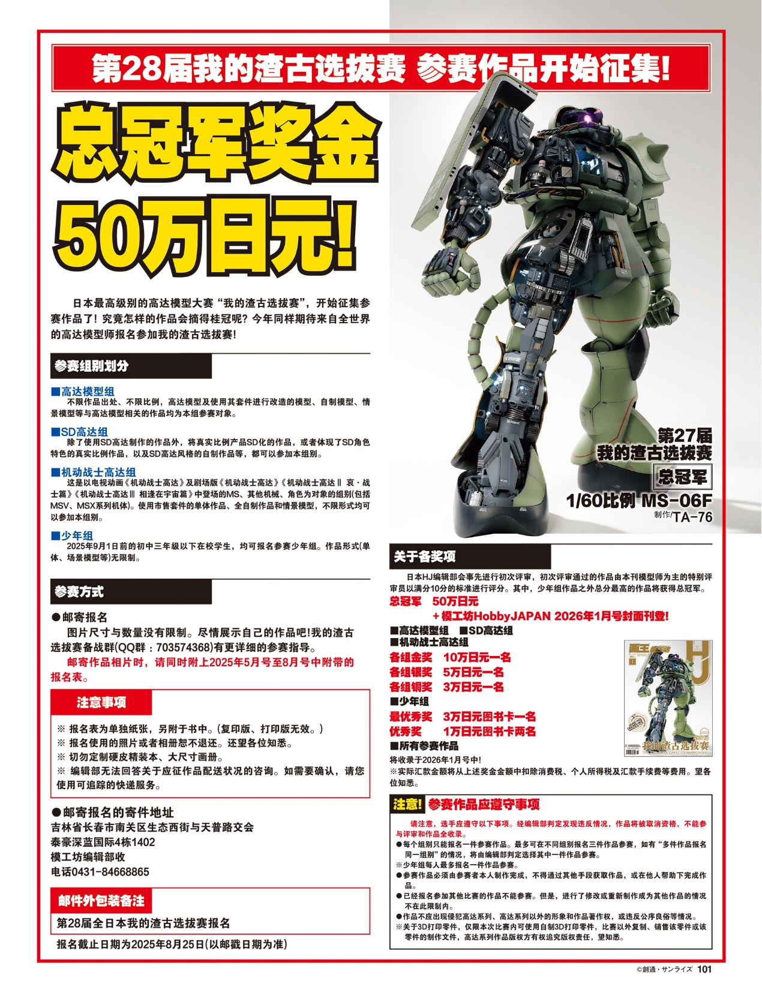 第28届我的渣古选拔赛 参赛作品开始征集!
总冠军奖金
50万日元!
日本最高级别的高达模型大赛“我的渣古选拔赛”，开始征集参
赛作品了! 究竟怎样的作品会摘得桂冠呢? 今年同样期待来自全世界
的高达模型师报名参加我的渣古选拔赛!
参赛组别划分
■高达模型组
不限作品出处、不限比例，高达模型及使用其套件进行改造的模型、自制模型、情
景模型等与高达模型相关的作品均为本组参赛对象。
■SD高达组
除了使用SD高达制作的作品外，将真实比例产品SD化的作品，或者体现了SD角色
特色的真实比例作品，以及SD高达风格的自制作品等，都可以参加本组别。
■机动战士高达组
这是以电视动画《机动战士高达》及剧场版《机动战士高达》《机动战士高达Ⅱ 哀·战
士篇》《机动战士高达Ⅲ 相逢在宇宙篇》中登场的MS、其他机械、角色为对象的组别(包括
MSV、MSX系列机体)。使用市售套件的单体作品、全自制作品和情景模型，不限形式均可
以参加本组别。
■少年组
2025年9月1日前的初中三年级以下在校学生，均可报名参赛少年组。作品形式(单
体、场景模型等)无限制。
参赛方式
●邮寄报名
图片尺寸与数量没有限制。尽情展示自己的作品吧!我的渣古
选拔赛备战群(QQ群：703574368)有更详细的参赛指导。
邮寄作品相片时，请同时附上2025年5月号至8月号中附带的
报名表。
注意事项
※ 报名表为单独纸张，另附于书中。(复印版、打印版无效。)
※ 报名使用的照片或者相册恕不退还。还望各位知悉。
※ 切勿定制硬皮精装本、大尺寸画册。
※ 编辑部无法回答关于应征作品配送状况的咨询。如需要确认，请您
使用可追踪的快递服务。
●邮寄报名的寄件地址
吉林省长春市南关区生态西街与天普路交会
泰豪深蓝国际4栋1402
模工坊编辑部收
电话0431-84668865
邮件外包装备注
第28届全日本我的渣古选拔赛报名
报名截止日期为2025年8月25日(以邮戳日期为准)
第27届
我的渣古选拔赛
总冠军
1/60比例 MS-06F
制作/TA-76
关于各奖项
日本HJ编辑部会事先进行初次评审，初次评审通过的作品由本刊模型师为主的特别评
审员以满分10分的标准进行评分。其中，少年组作品之外总分最高的作品将获得总冠军。
总冠军 50万日元
+模工坊HobbyJAPAN 2026年1月号封面刊登!
■高达模型组 ■SD高达组
■机动战士高达组
各组金奖 10万日元一名
各组银奖 5万日元一名
各组铜奖 3万日元一名
■少年组
最优秀奖 3万日元图书卡一名
优秀奖 1万日元图书卡两名
■所有参赛作品
将收录于2026年1月号中!
※实际汇款金额将从上述奖金金额中扣除消费税、个人所得税及汇款手续费等费用。望各
位知悉。
画王
HJ
1
我的渣古选拔赛
注意! 参赛作品应遵守事项
请注意，选手应遵守以下事项。经编辑部判定发现违反情况，作品将被取消资格，不能参
与评审和作品全收录。
●每个组别只能报名一件参赛作品。最多可在不同组别报名三件作品参赛，如有“多件作品报名
同一组别”的情况，将由编辑部判定选择其中一件作品参赛。
※少年组每人最多报名一件作品参赛。
●参赛作品必须由参赛者本人制作完成，不得通过其他手段获取作品，或在他人帮助下完成作
品。
●已经报名参加其他比赛的作品不能参赛。但是，进行了修改或重新制作成为其他作品的情况
不在此限制内。
●作品不应出现侵犯高达系列、高达系列以外的形象和作品著作权，或违反公序良俗等情况。
※关于3D打印零件，仅限本次比赛内可使用自制3D打印零件，比赛以外复制、销售该零件或该
零件的制作文件，高达系列作品版权方有权追究版权责任，望知悉。
©創通・サンライズ 101